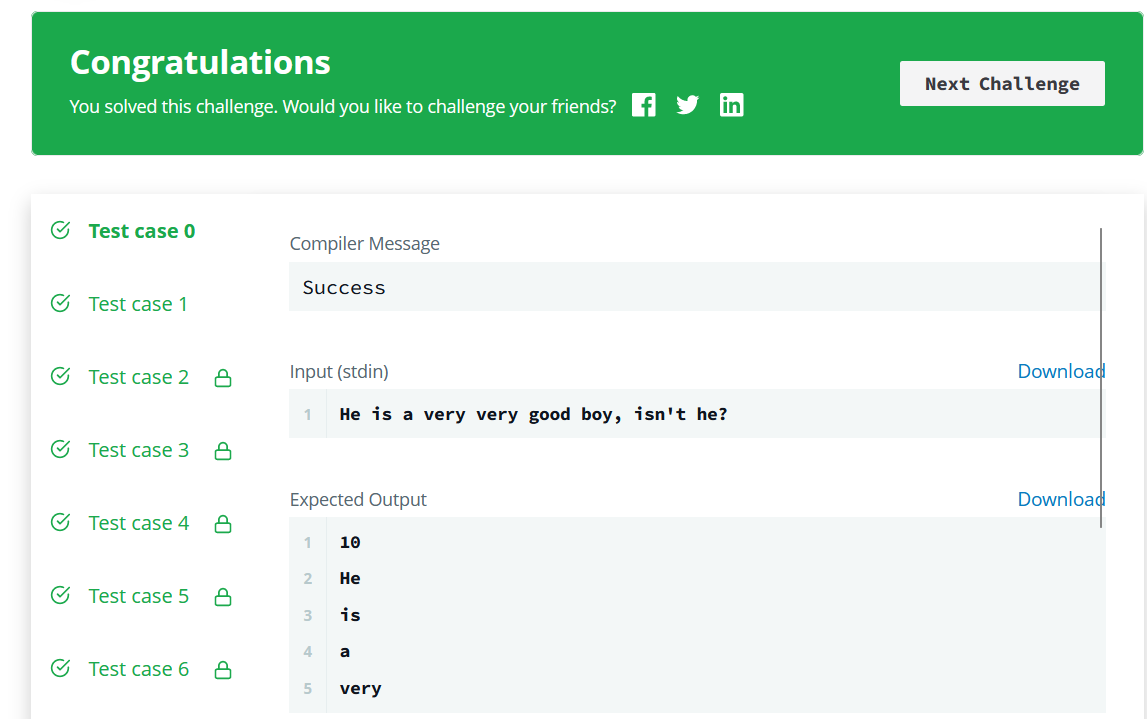 Congratulations
You solved this challenge. Would you like to challenge your friends?
Next Challenge
Test case 0
Test case 1
Test case 2
Test case 3
Test case 4
Test case 5
Test case 6
Compiler Message
Success
Input (stdin)
Download
1 He is a very very good boy, isn't he?
Expected Output
Download
1 10
2 He
3 is
4 a
5 very